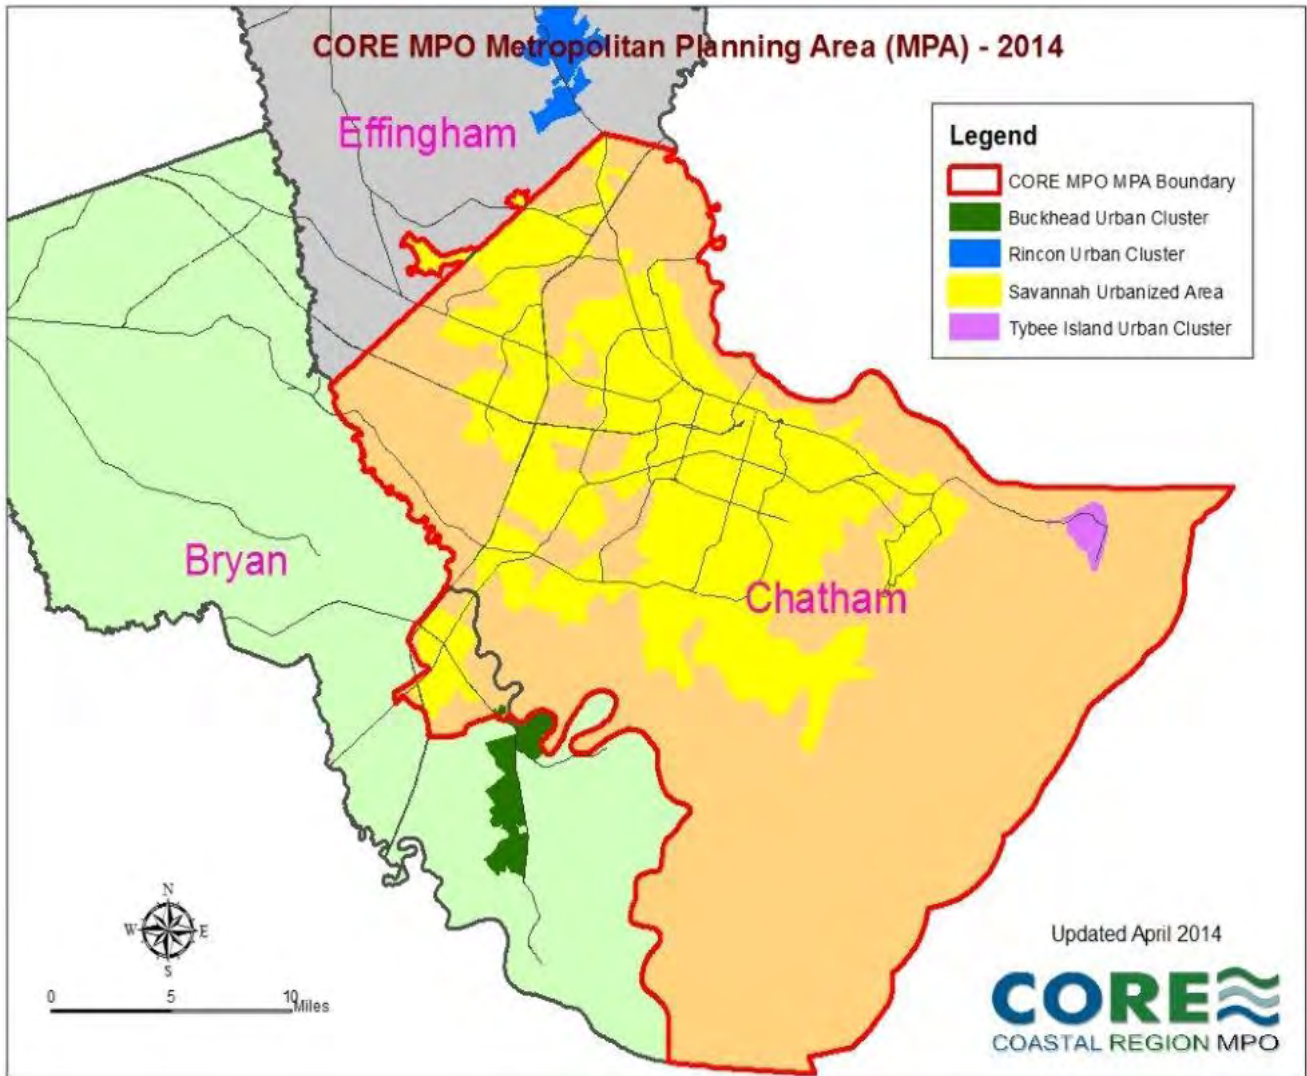 CORE MPO Metropolitan Planning Area (MPA) - 2014
Effingham
Legend
CORE MPO MPA Boundary
Buckhead Urban Cluster
Rincon Urban Cluster
Savannah Urbanized Area
Tybee Island Urban Cluster
Bryan
Chatham
N
W E
S
0 5 10 Miles
Updated April 2014
CORE
COASTAL REGION MPO